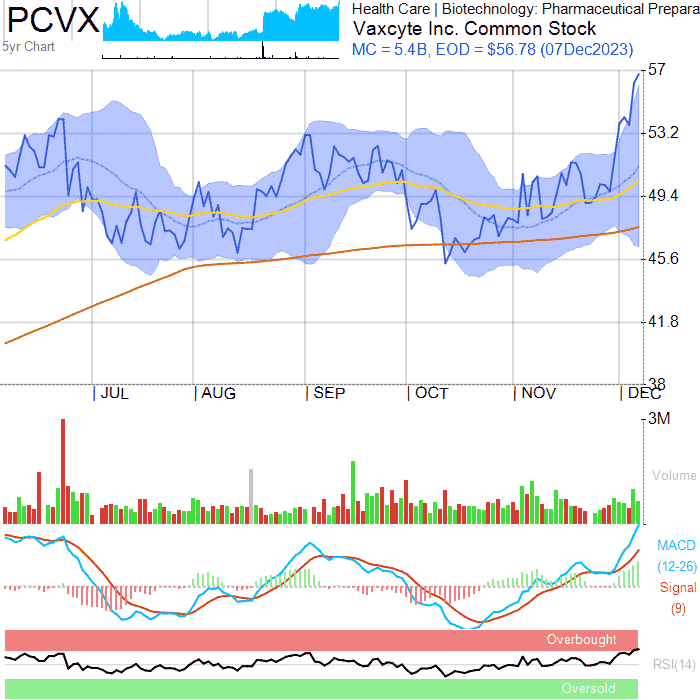 PCVX
5yr Chart
Health Care | Biotechnology: Pharmaceutical Prepara
Vaxcyte Inc. Common Stock
MC = 5.4B, EOD = $56.78 (07Dec2023)
57
53.2
49.4
45.6
41.8
38
JUL AUG SEP OCT NOV DEC
3M
Volume
MACD
(12-26)
Signal
(9)
Overbought
RSI(14)
Oversold